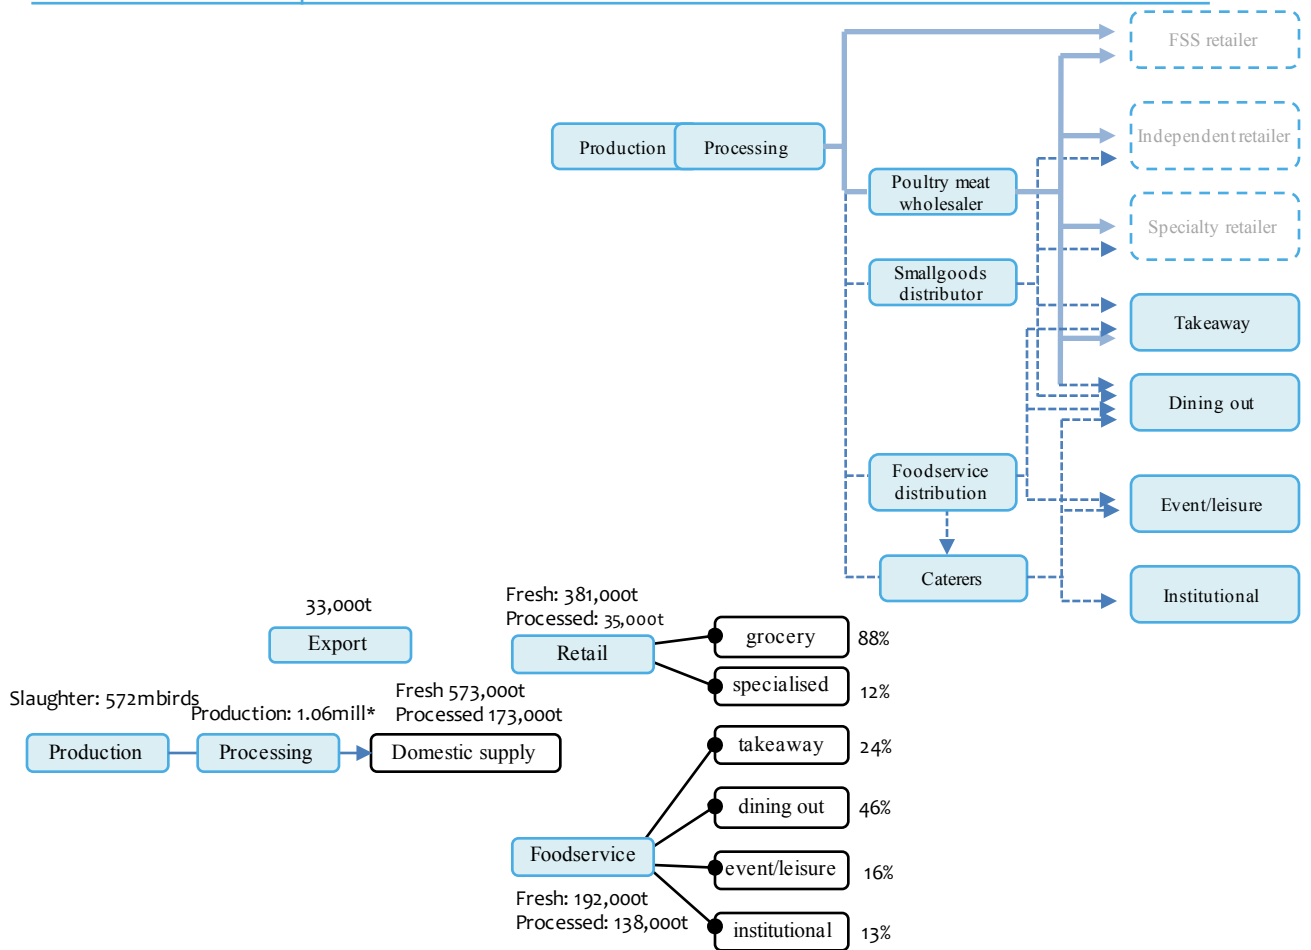 FSS retailer
Independent retailer
Production
Processing
Poultry meat
wholesaler
Specialty retailer
Smallgoods
distributor
Takeaway
Dining out
Foodservice
distribution
Event/leisure
Caterers
Institutional
33,000t
Export
Fresh: 381,000t
Processed: 35,000t
Retail
grocery
88%
specialised
12%
Slaughter: 572mbirds
Production: 1.06mill*
Fresh 573,000t
Processed 173,000t
Production
Processing
Domestic supply
takeaway
24%
dining out
46%
Foodservice
event/leisure
16%
Fresh: 192,000t
Processed: 138,000t
institutional
13%